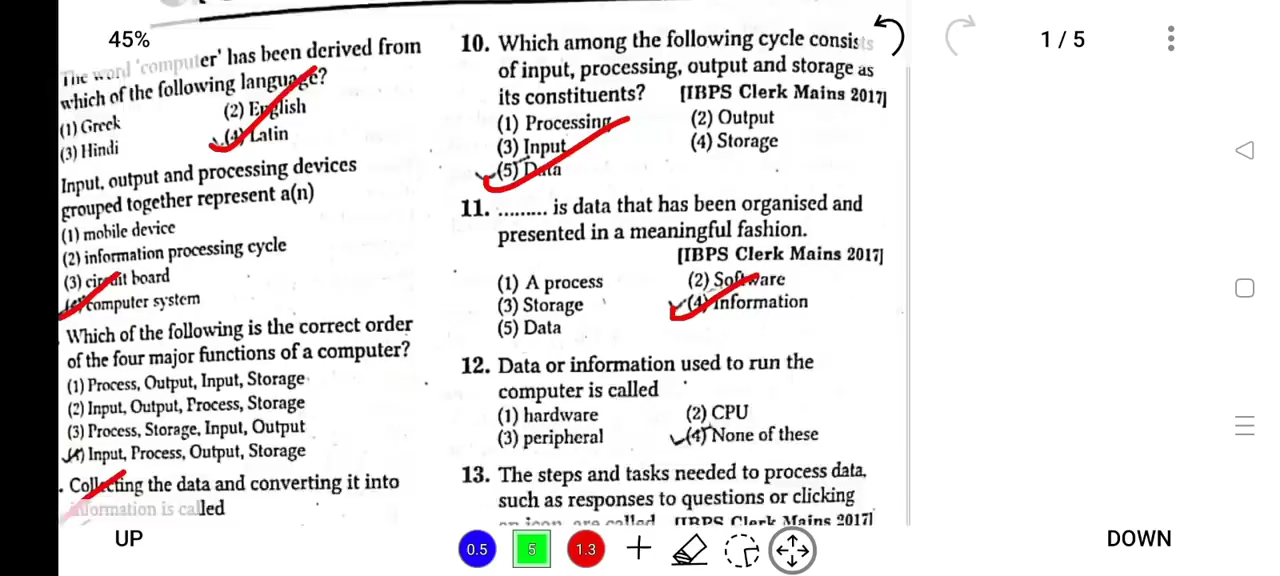 45%
1 / 5
The word 'computer' has been derived from
which of the following language?
(1) Greek (2) English
(3) Hindi (4) Latin
Input, output and processing devices
grouped together represent a(n)
(1) mobile device
(2) information processing cycle
(3) circuit board
computer system
Which of the following is the correct order
of the four major functions of a computer?
(1) Process, Output, Input, Storage
(2) Input, Output, Process, Storage
(3) Process, Storage, Input, Output
(4) Input, Process, Output, Storage
. Collecting the data and converting it into
information is called
10. Which among the following cycle consists
of input, processing, output and storage as
its constituents? [IBPS Clerk Mains 2017]
(1) Processing (2) Output
(3) Input (4) Storage
(5) Data
11. ......... is data that has been organised and
presented in a meaningful fashion.
[IBPS Clerk Mains 2017]
(1) A process (2) Software
(3) Storage (4) Information
(5) Data
12. Data or information used to run the
computer is called
(1) hardware (2) CPU
(3) peripheral (4) None of these
13. The steps and tasks needed to process data,
such as responses to questions or clicking
an icon are called [IBPS Clerk Mains 2017]
UP
0.5
5
1.3
DOWN